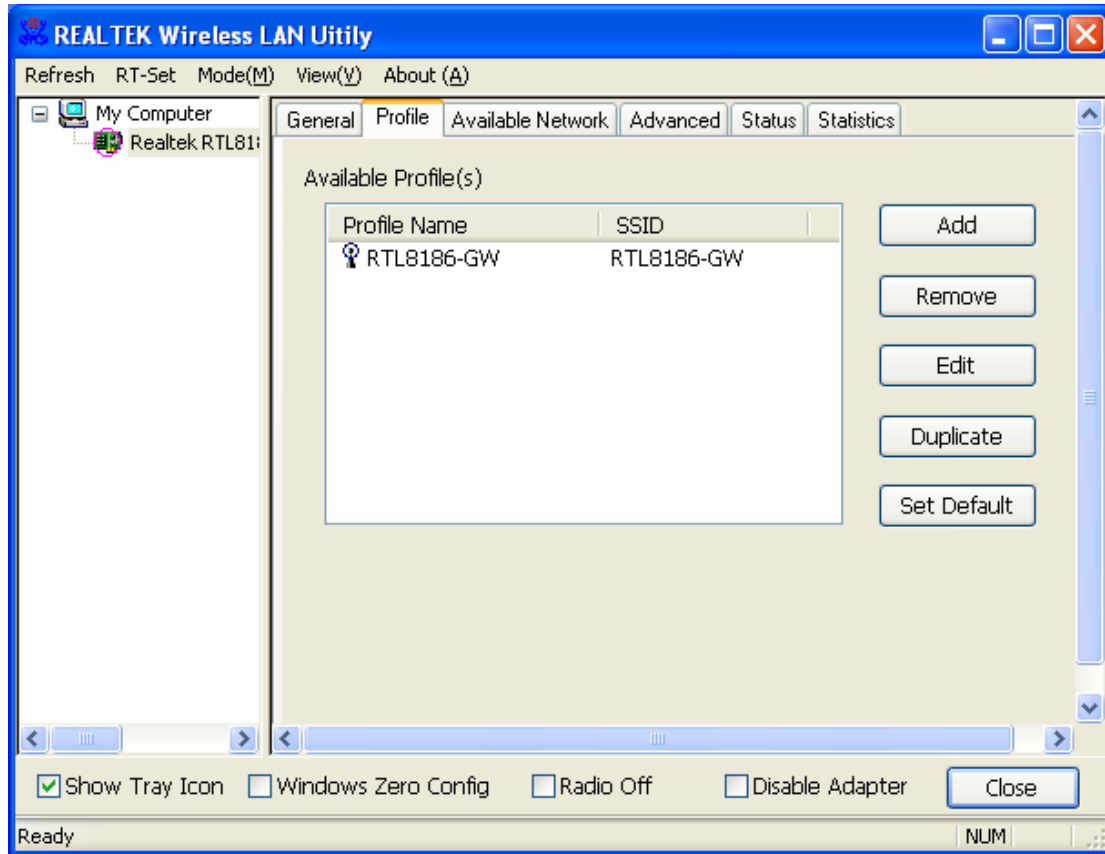 REALTEK Wireless LAN Uitily
Refresh RT-Set Mode(M) View(V) About (A)
My Computer
Realtek RTL81
General Profile Available Network Advanced Status Statistics
Available Profile(s)
Profile Name SSID
RTL8186-GW RTL8186-GW
Add
Remove
Edit
Duplicate
Set Default
Show Tray Icon Windows Zero Config Radio Off Disable Adapter Close
Ready NUM